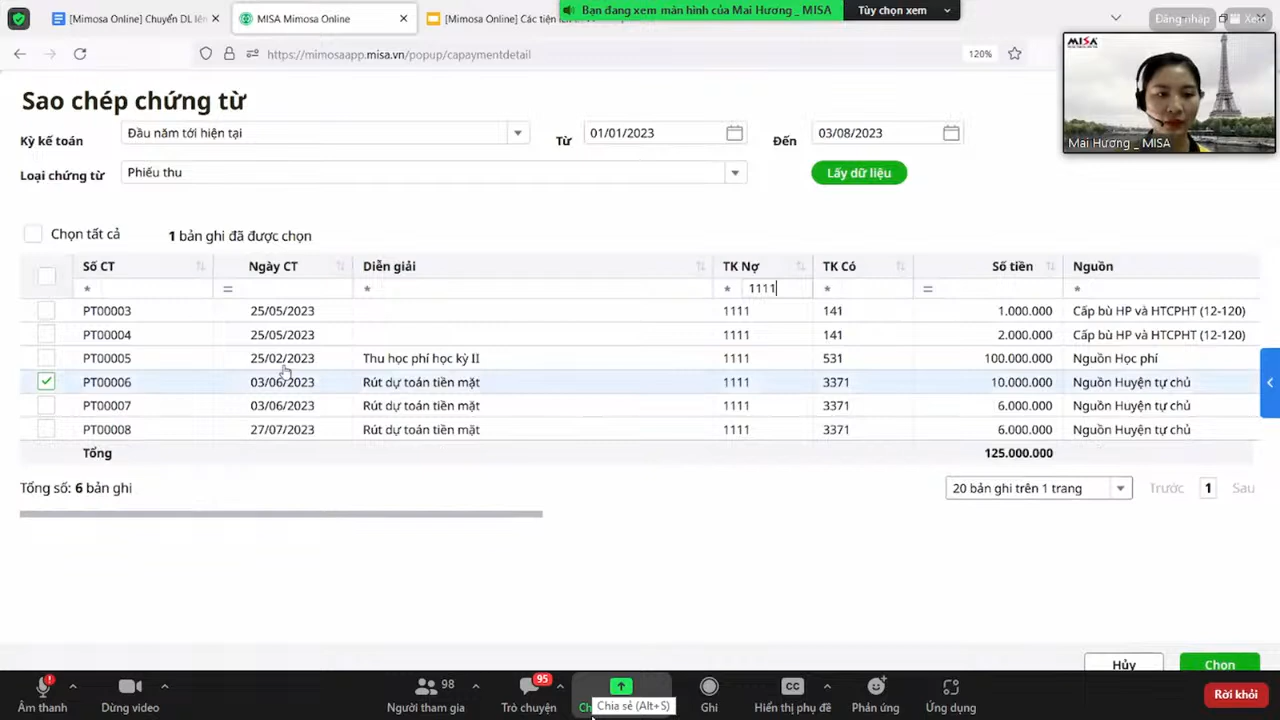 [Mimosa Online] Chuyển DL lên
MISA Mimosa Online
[Mimosa Online] Các tiện
Bạn đang xem màn hình của Mai Hương _ MISA
Tùy chọn xem
Đăng nhập
Xem
https://mimosaapp.misa.vn/popup/capaymentdetail
120%
MISA
Mai Hương _ MISA
Sao chép chứng từ
Kỳ kế toán Đầu năm tới hiện tại Từ 01/01/2023 Đến 03/08/2023
Loại chứng từ Phiếu thu Lấy dữ liệu
Chọn tất cả 1 bản ghi đã được chọn
Số CT Ngày CT Diễn giải TK Nợ TK Có Số tiền Nguồn
* = * * 1111 * = *
PT00003 25/05/2023 1111 141 1.000.000 Cấp bù HP và HTCPHT (12-120)
PT00004 25/05/2023 1111 141 2.000.000 Cấp bù HP và HTCPHT (12-120)
PT00005 25/02/2023 Thu học phí học kỳ II 1111 531 100.000.000 Nguồn Học phí
PT00006 03/06/2023 Rút dự toán tiền mặt 1111 3371 10.000.000 Nguồn Huyện tự chủ
PT00007 03/06/2023 Rút dự toán tiền mặt 1111 3371 6.000.000 Nguồn Huyện tự chủ
PT00008 27/07/2023 Rút dự toán tiền mặt 1111 3371 6.000.000 Nguồn Huyện tự chủ
Tổng 125.000.000
Tổng số: 6 bản ghi 20 bản ghi trên 1 trang Trước 1 Sau
Hủy Chọn
98 95 CC
Âm thanh Dừng video Người tham gia Trò chuyện Chia sẻ (Alt+S) Ghi Hiển thị phụ đề Phản ứng Ứng dụng Rời khỏi